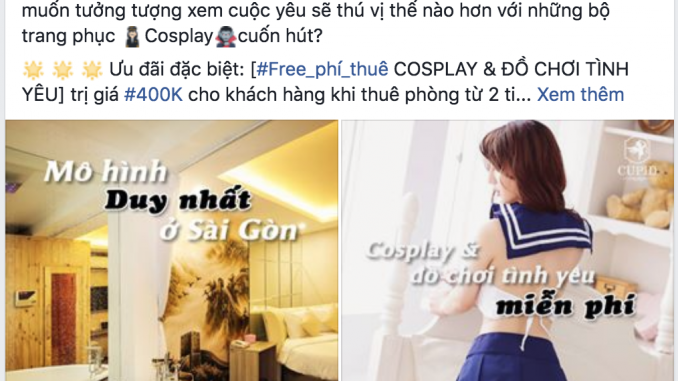 muốn tưởng tượng xem cuộc yêu sẽ thú vị thế nào hơn với những bộ
trang phục Cosplay cuốn hút?
Ưu đãi đặc biệt: [#Free_phí_thuê COSPLAY & ĐỒ CHƠI TÌNH
YÊU] trị giá #400K cho khách hàng khi thuê phòng từ 2 ti... Xem thêm
Mô hình
Duy nhất
ở Sài Gòn
CUPID
Cosplay &
đồ chơi tình yêu
miễn phí